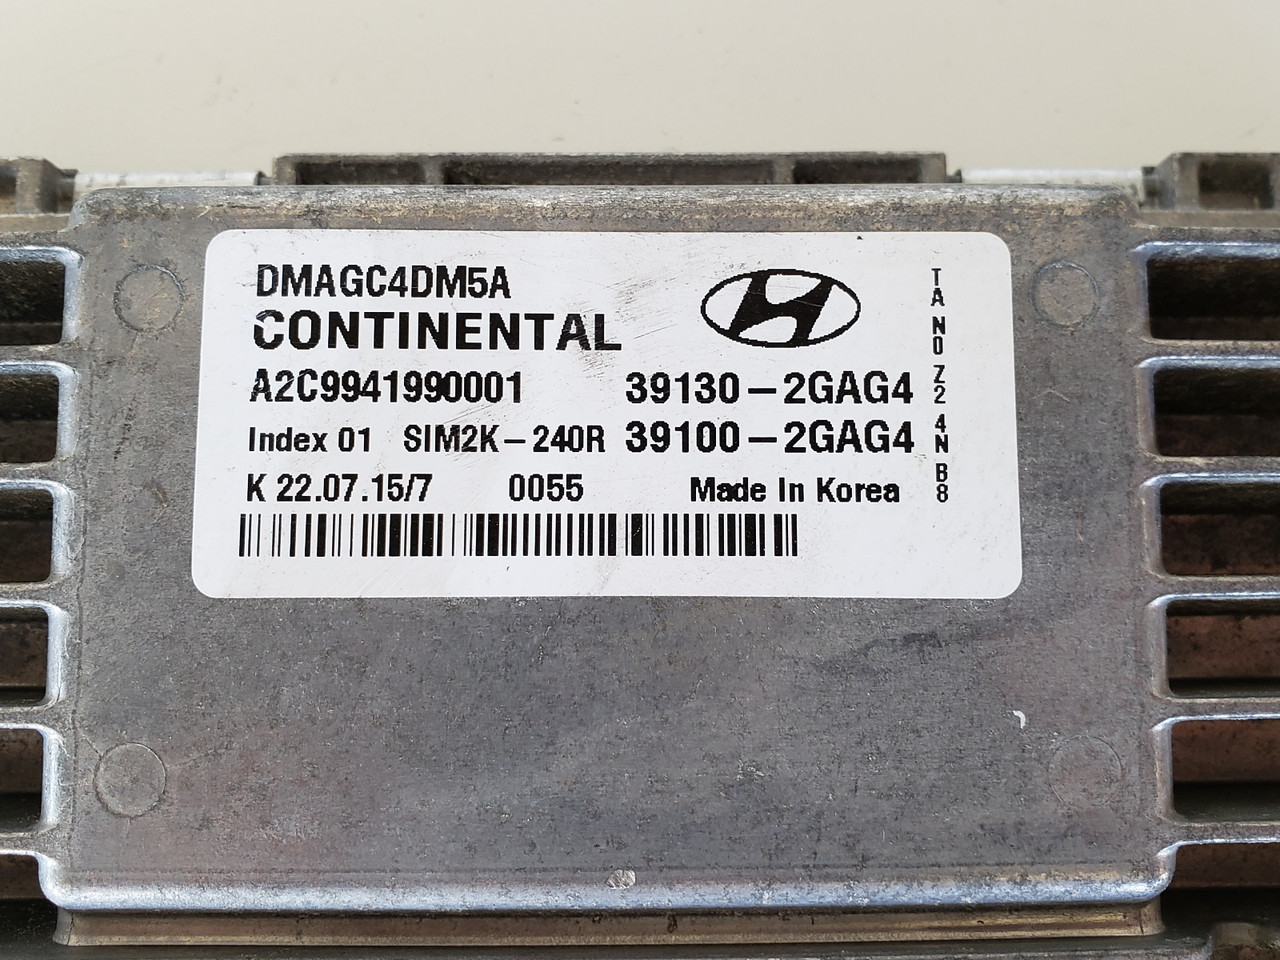 DMAGC4DM5A
CONTINENTAL
A2C9941990001 39130-2GAG4
Index 01 SIM2K-240R 39100-2GAG4
K 22.07.15/7 0055 Made In Korea
TA N0 Z2 4N B8